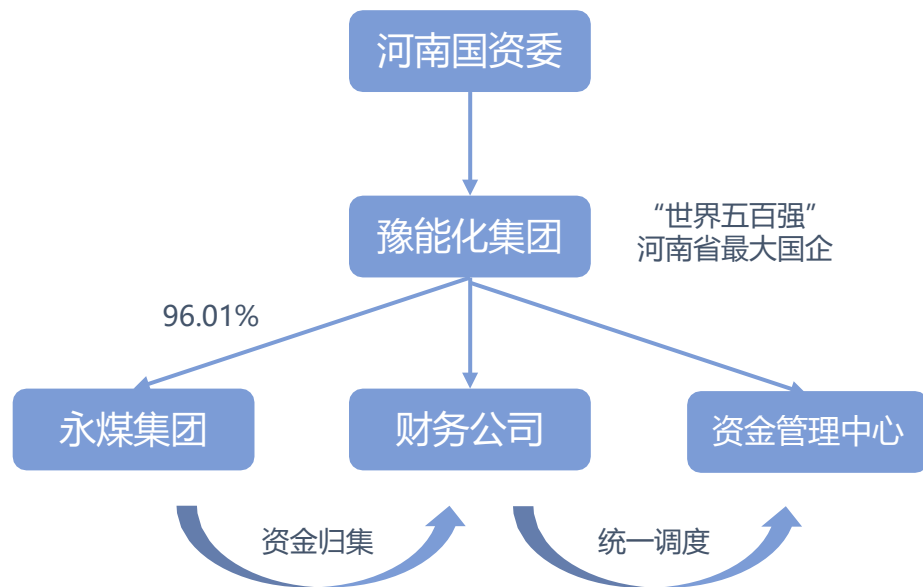 河南国资委
豫能化集团
“世界五百强”
河南省最大国企
96.01%
永煤集团
财务公司
资金管理中心
资金归集
统一调度